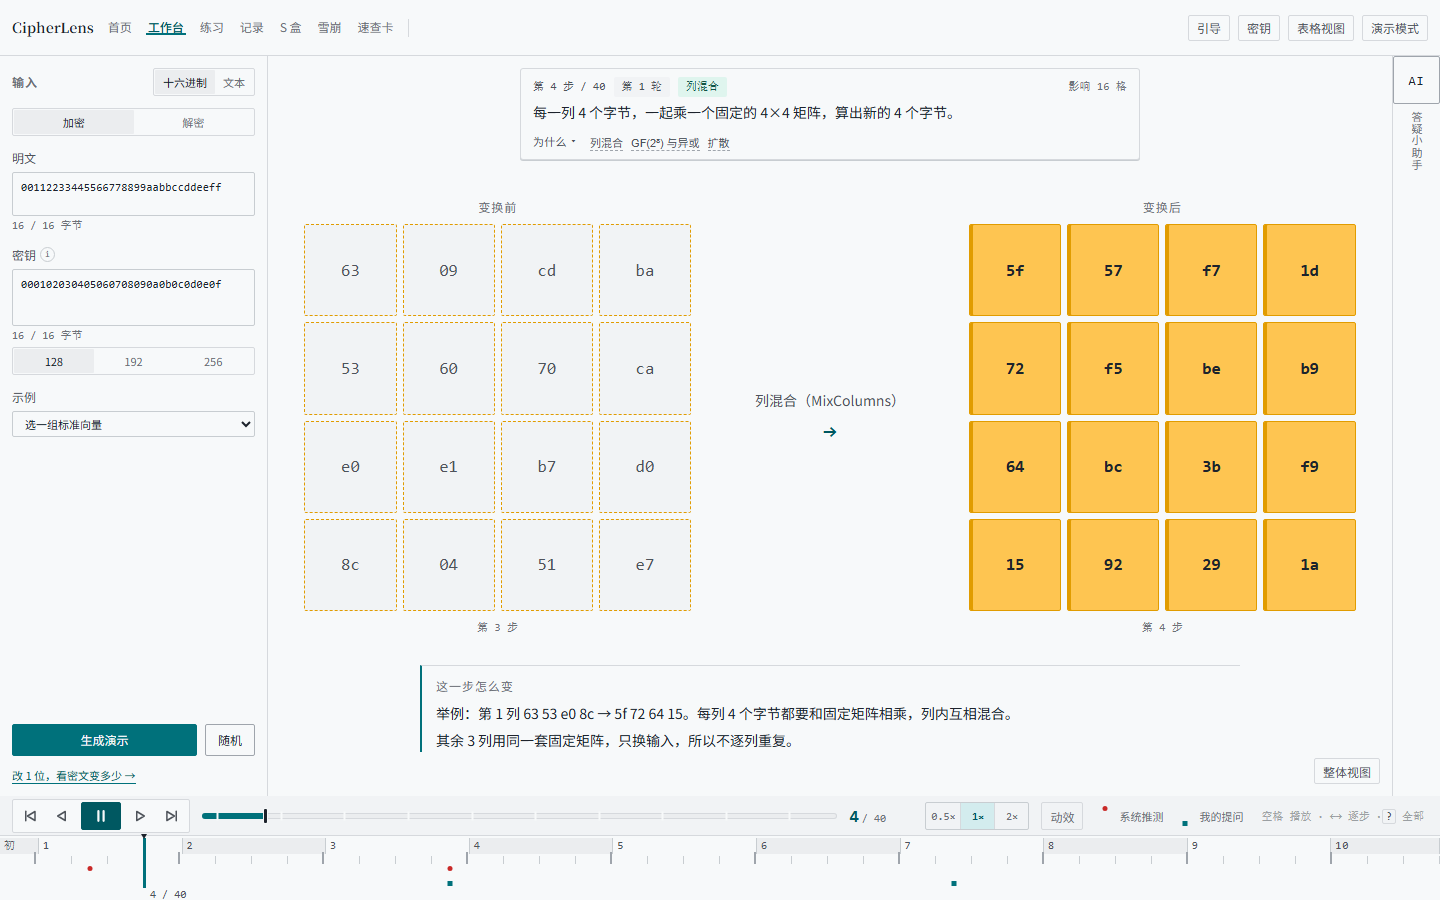 CipherLens 首页 工作台 练习 记录 S 盒 雪崩 速查卡 引导 密钥 表格视图 演示模式
输入 十六进制 文本
加密 解密
明文
00112233445566778899aabbccddeeff
16 / 16 字节
密钥 i
000102030405060708090a0b0c0d0e0f
16 / 16 字节
128 192 256
示例
选一组标准向量
生成演示 随机
改 1 位，看密文变多少 →
第 4 步 / 40 第 1 轮 列混合 影响 16 格
每一列 4 个字节，一起乘一个固定的 4×4 矩阵，算出新的 4 个字节。
为什么 列混合 GF(2⁸) 与异或 扩散
变换前
63 09 cd ba
53 60 70 ca
e0 e1 b7 d0
8c 04 51 e7
第 3 步
列混合（MixColumns）
→
变换后
5f 57 f7 1d
72 f5 be b9
64 bc 3b f9
15 92 29 1a
第 4 步
这一步怎么变
举例：第 1 列 63 53 e0 8c → 5f 72 64 15。每列 4 个字节都要和固定矩阵相乘，列内互相混合。
其余 3 列用同一套固定矩阵，只换输入，所以不逐列重复。
整体视图
AI
答疑小助手
4 / 40 0.5× 1× 2× 动效 系统推测 我的提问 空格 播放 · ↔ 逐步 · ? 全部
初 1 2 3 4 5 6 7 8 9 10
4 / 40